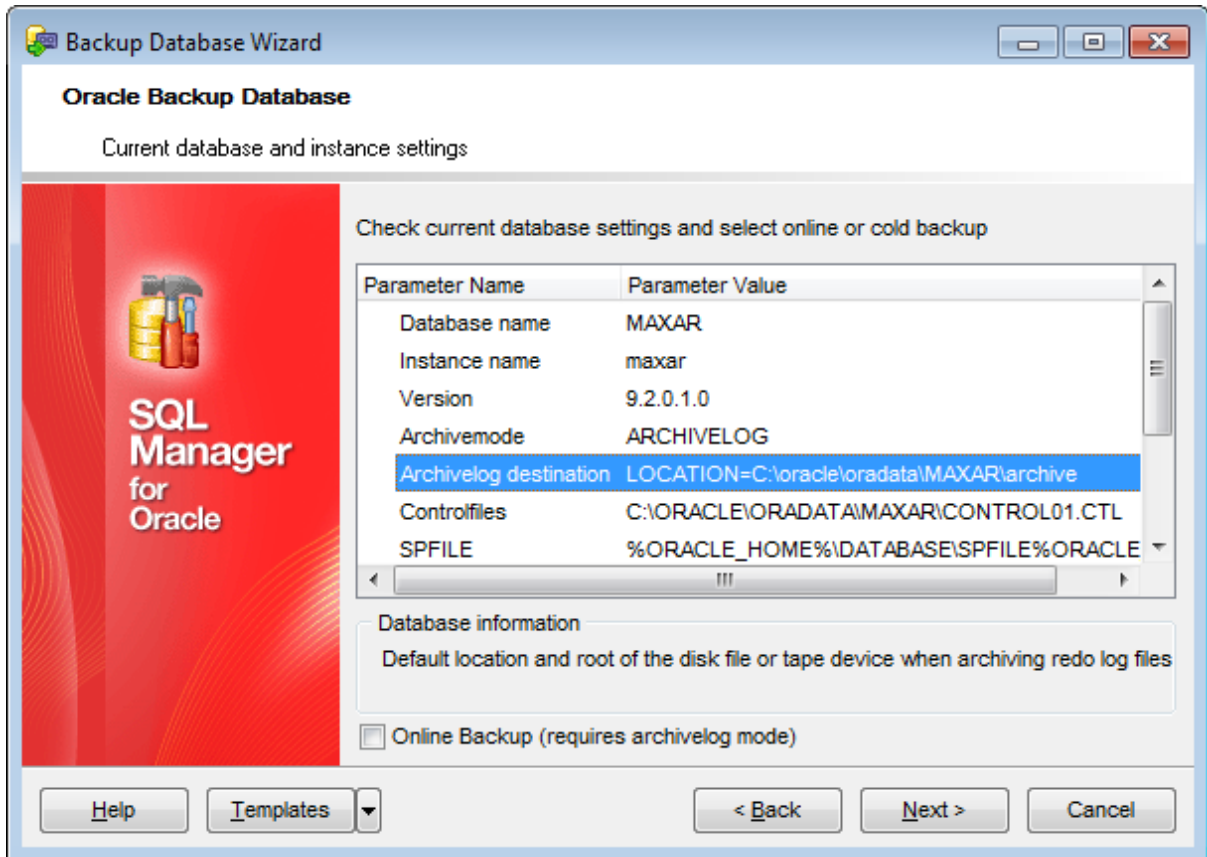 Backup Database Wizard
Oracle Backup Database
Current database and instance settings
Check current database settings and select online or cold backup
Parameter Name Parameter Value
Database name MAXAR
Instance name maxar
Version 9.2.0.1.0
Archivemode ARCHIVELOG
Archivelog destination LOCATION=C:\oracle\oradata\MAXAR\archive
Controlfiles C:\ORACLE\ORADATA\MAXAR\CONTROL01.CTL
SPFILE %ORACLE_HOME%\DATABASE\SPFILE%ORACLE
SQL
Manager
for
Oracle
Database information
Default location and root of the disk file or tape device when archiving redo log files
Online Backup (requires archivelog mode)
Help Templates < Back Next > Cancel